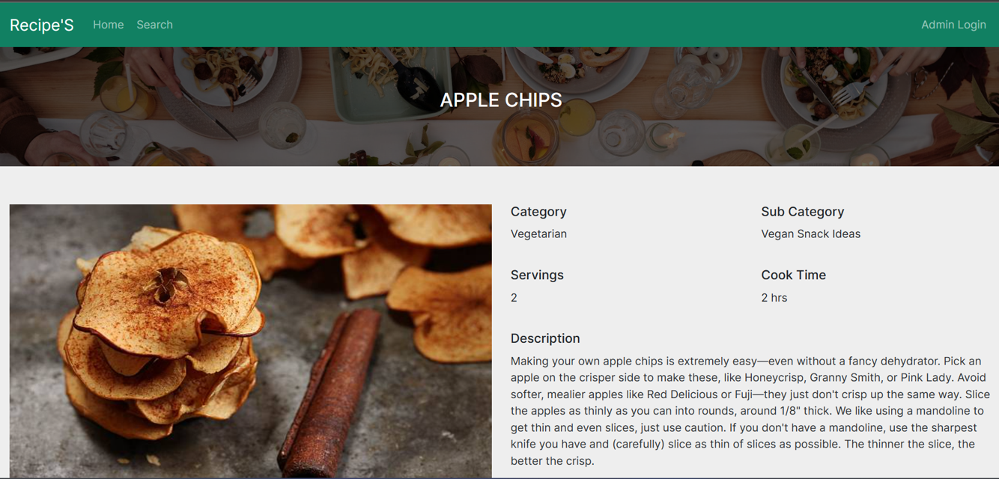 Recipe'S Home Search Admin Login
APPLE CHIPS
Category Sub Category
Vegetarian Vegan Snack Ideas
Servings Cook Time
2 2 hrs
Description
Making your own apple chips is extremely easy—even without a fancy dehydrator. Pick an
apple on the crisper side to make these, like Honeycrisp, Granny Smith, or Pink Lady. Avoid
softer, mealier apples like Red Delicious or Fuji—they just don't crisp up the same way. Slice
the apples as thinly as you can into rounds, around 1/8" thick. We like using a mandoline to
get thin and even slices, just use caution. If you don't have a mandoline, use the sharpest
knife you have and (carefully) slice as thin of slices as possible. The thinner the slice, the
better the crisp.